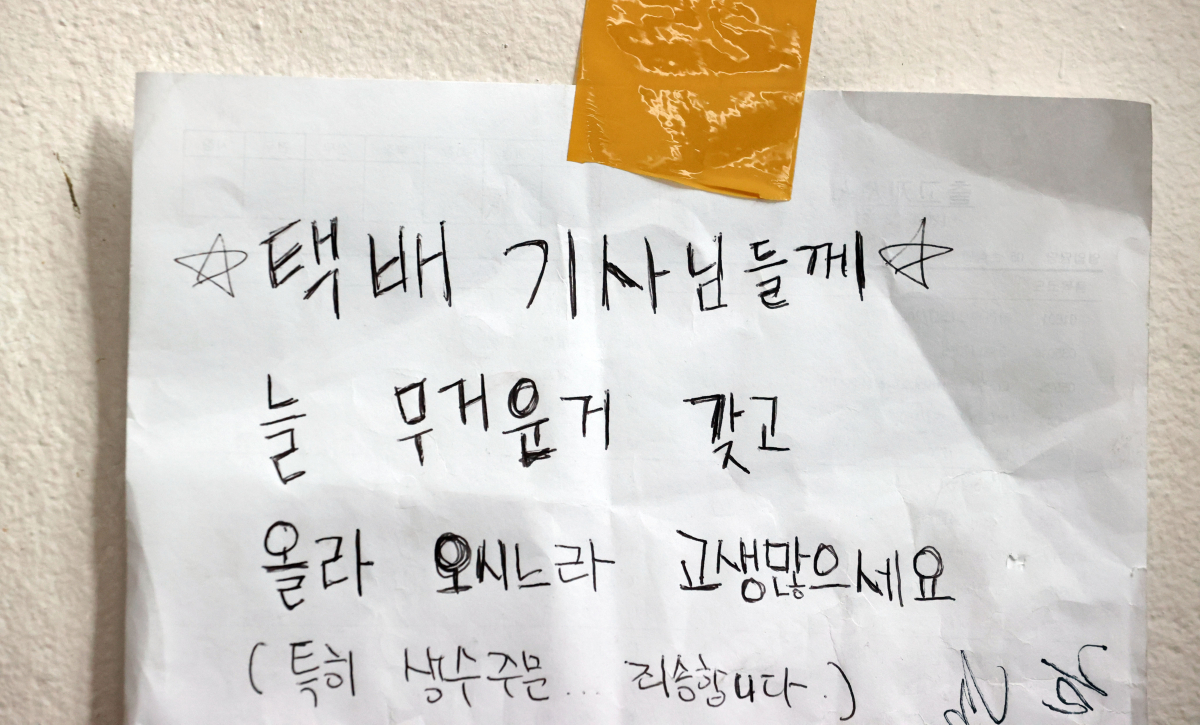 ☆택배 기사님들께☆
늘 무거운거 갖고
올라 오시느라 고생많으세요
(특히 생수주문... 죄송합니다.)